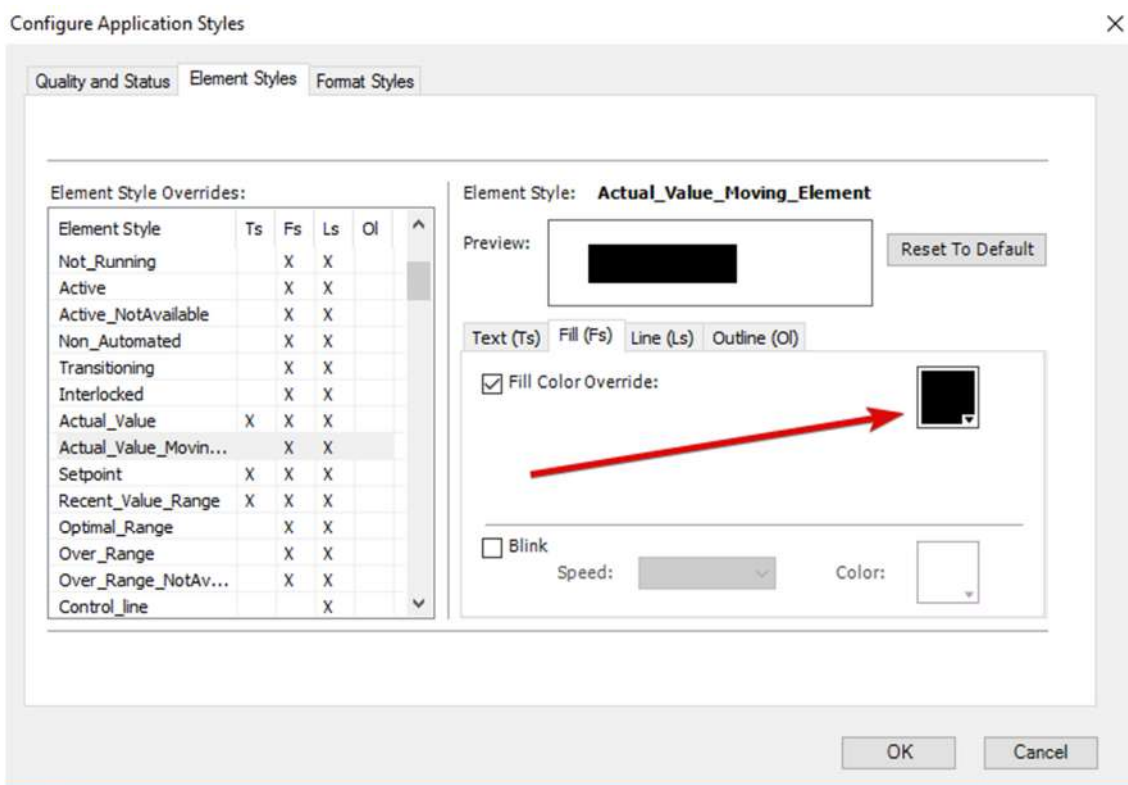 Configure Application Styles
Quality and Status Element Styles Format Styles
Element Style Overrides:
Element Style Ts Fs Ls Ol
Not_Running X X
Active X X
Active_NotAvailable X X
Non_Automated X X
Transitioning X X
Interlocked X X
Actual_Value X X X
Actual_Value_Movin... X X
Setpoint X X X
Recent_Value_Range X X X
Optimal_Range X X
Over_Range X X
Over_Range_NotAv... X X
Control_line X
Element Style: Actual_Value_Moving_Element
Preview:
Reset To Default
Text (Ts) Fill (Fs) Line (Ls) Outline (Ol)
Fill Color Override:
Blink
Speed: Color:
OK Cancel